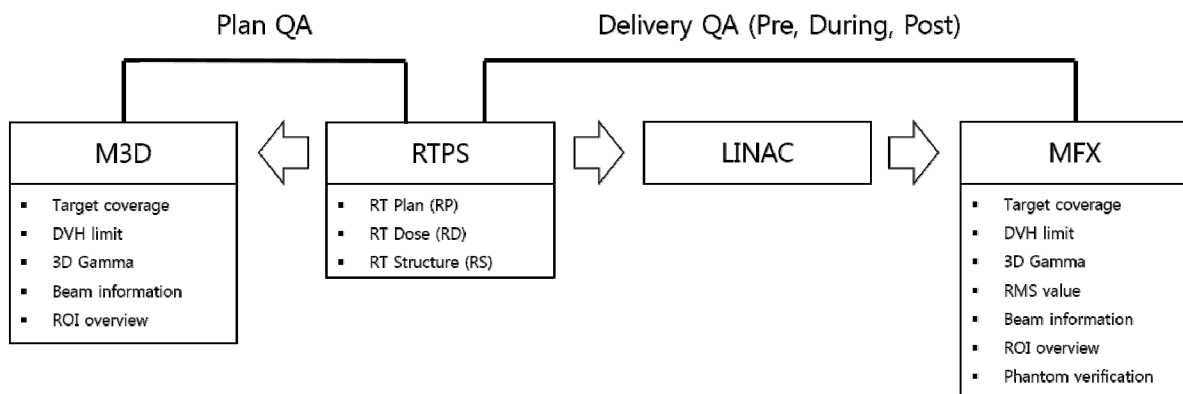 Plan QA
Delivery QA (Pre, During, Post)
M3D
▪ Target coverage
▪ DVH limit
▪ 3D Gamma
▪ Beam information
▪ ROI overview
RTPS
▪ RT Plan (RP)
▪ RT Dose (RD)
▪ RT Structure (RS)
LINAC
MFX
▪ Target coverage
▪ DVH limit
▪ 3D Gamma
▪ RMS value
▪ Beam information
▪ ROI overview
▪ Phantom verification